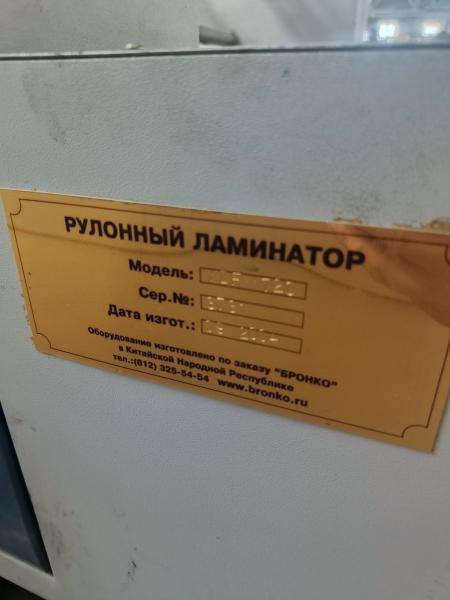 РУЛОННЫЙ ЛАМИНАТОР
Модель:
Сер.№:
Дата изгот.:
Оборудование изготовлено по заказу "БРОНКО"
в Китайской Народной Республике
тел.:(812) 325-54-54 www.bronko.ru